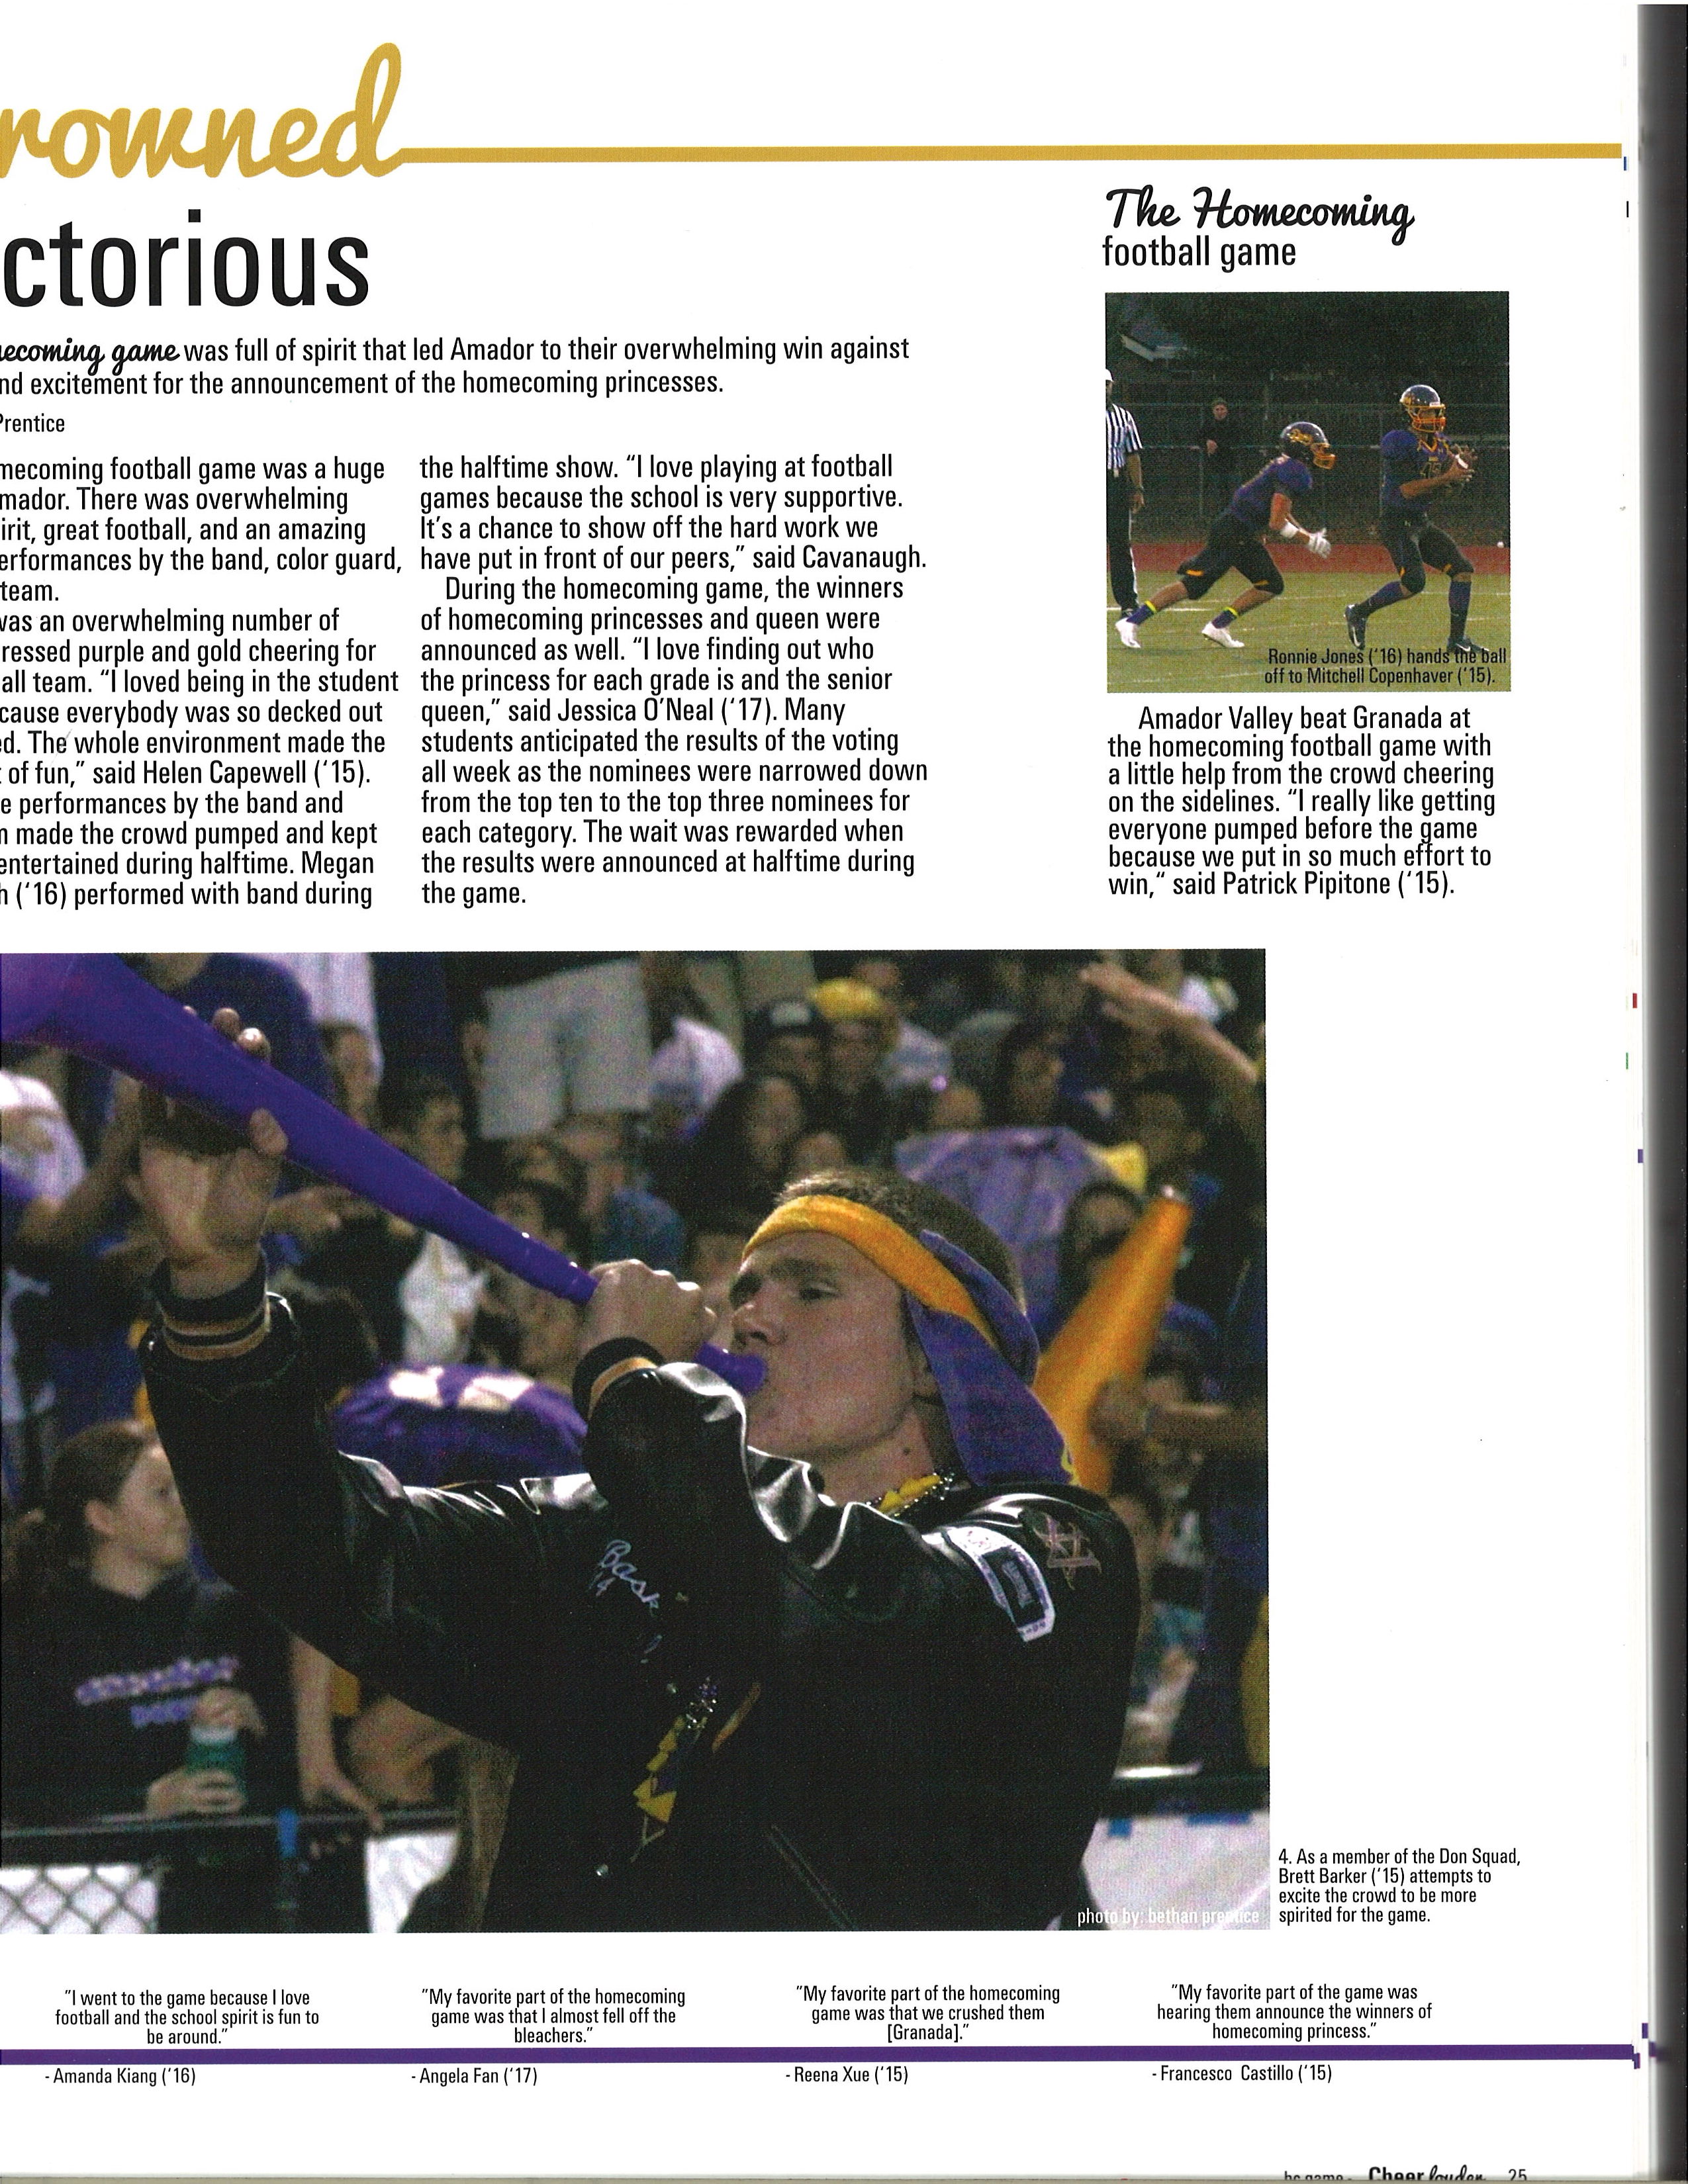 rowned
ctorious
ecoming game was full of spirit that led Amador to their overwhelming win against
nd excitement for the announcement of the homecoming princesses.
Prentice
mecoming football game was a huge
mador. There was overwhelming
irit, great football, and an amazing
erformances by the band, color guard,
team.
was an overwhelming number of
ressed purple and gold cheering for
all team. “I loved being in the student
cause everybody was so decked out
ed. The whole environment made the
t of fun,” said Helen Capewell (‘15).
e performances by the band and
m made the crowd pumped and kept
entertained during halftime. Megan
h (‘16) performed with band during
the halftime show. “I love playing at football
games because the school is very supportive.
It’s a chance to show off the hard work we
have put in front of our peers,” said Cavanaugh.
During the homecoming game, the winners
of homecoming princesses and queen were
announced as well. “I love finding out who
the princess for each grade is and the senior
queen,” said Jessica O’Neal (‘17). Many
students anticipated the results of the voting
all week as the nominees were narrowed down
from the top ten to the top three nominees for
each category. The wait was rewarded when
the results were announced at halftime during
the game.
The Homecoming
football game
Ronnie Jones (‘16) hands the ball
off to Mitchell Copenhaver (‘15).
Amador Valley beat Granada at
the homecoming football game with
a little help from the crowd cheering
on the sidelines. “I really like getting
everyone pumped before the game
because we put in so much effort to
win,“ said Patrick Pipitone (‘15).
Bask
14
photo by: bethan prentice
4. As a member of the Don Squad,
Brett Barker (‘15) attempts to
excite the crowd to be more
spirited for the game.
”I went to the game because I love
football and the school spirit is fun to
be around.”
- Amanda Kiang (‘16)
”My favorite part of the homecoming
game was that I almost fell off the
bleachers.”
- Angela Fan (‘17)
”My favorite part of the homecoming
game was that we crushed them
[Granada].”
- Reena Xue (‘15)
”My favorite part of the game was
hearing them announce the winners of
homecoming princess.”
- Francesco Castillo (‘15)
hc game - Cheer louder 25